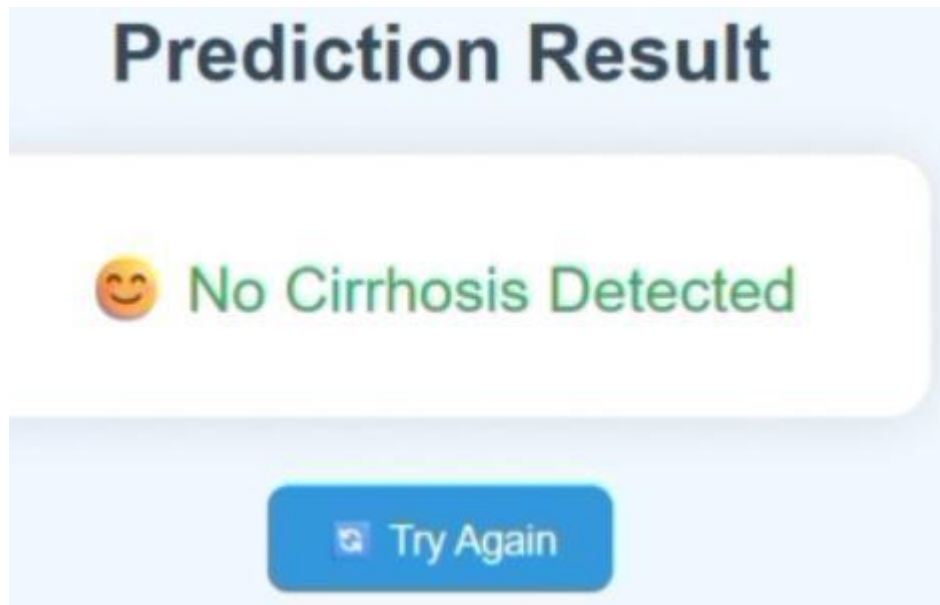 Prediction Result
😊 No Cirrhosis Detected
🔄 Try Again